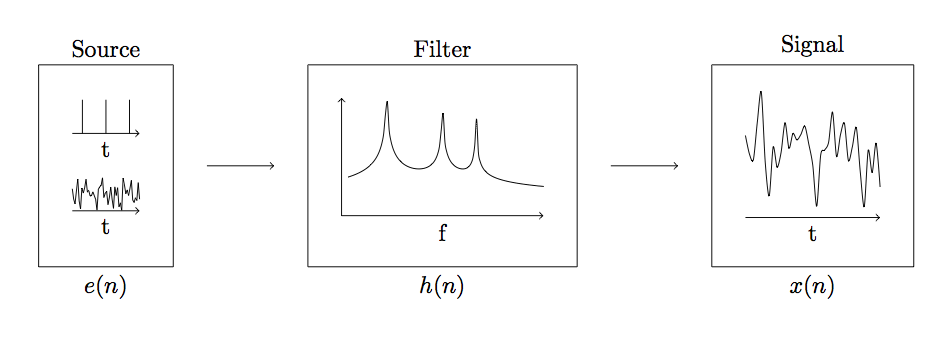 Source
Filter
Signal
t
t
f
t
e(n)
h(n)
x(n)